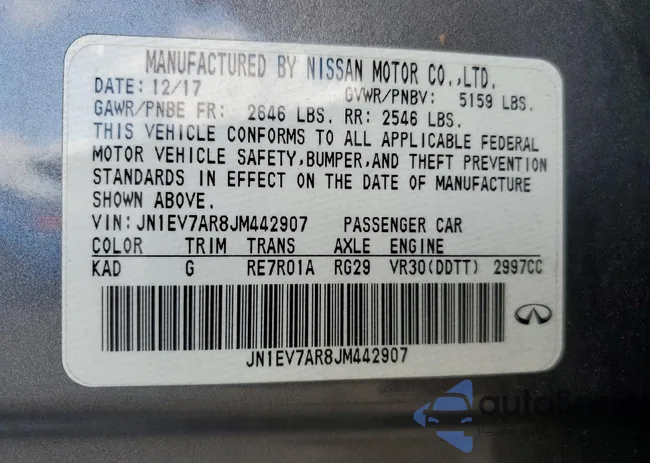 MANUFACTURED BY NISSAN MOTOR CO.,LTD.
DATE: 12/17 GVWR/PNBV: 5159 LBS.
GAWR/PNBE FR: 2646 LBS. RR: 2546 LBS.
THIS VEHICLE CONFORMS TO ALL APPLICABLE FEDERAL
MOTOR VEHICLE SAFETY,BUMPER,AND THEFT PREVENTION
STANDARDS IN EFFECT ON THE DATE OF MANUFACTURE
SHOWN ABOVE.
VIN:JN1EV7AR8JM442907 PASSENGER CAR
COLOR TRIM TRANS AXLE ENGINE
KAD G RE7R01A RG29 VR30(DDTT) 2997CC
JN1EV7AR8JM442907